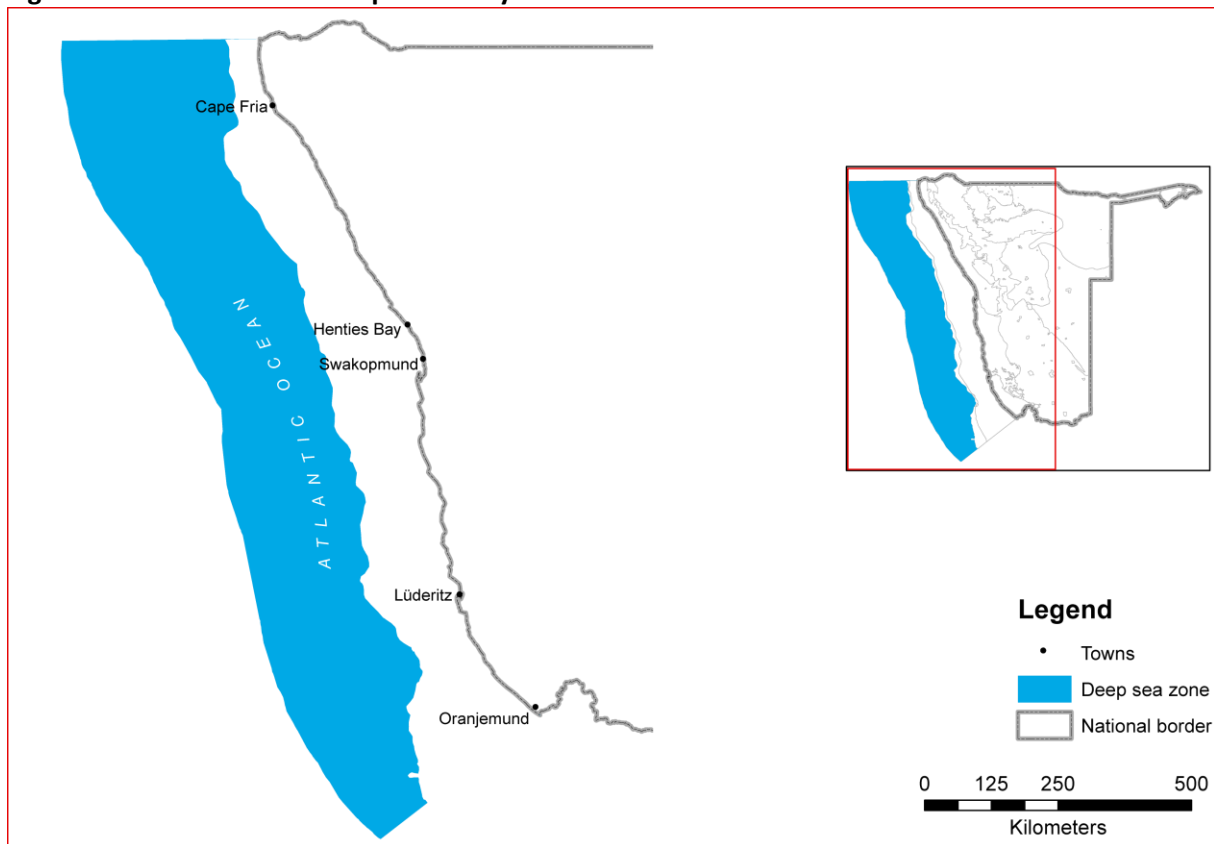 Cape Fria
Henties Bay
Swakopmund
ATLANTIC OCEAN
Lüderitz
Oranjemund
Legend
Towns
Deep sea zone
National border
0 125 250 500
Kilometers